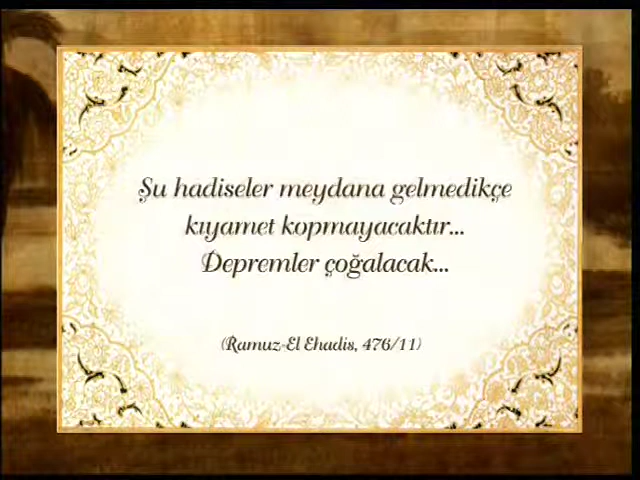 Şu hadiseler meydana gelmedikçe
kıyamet kopmayacaktır...
Depremler çoğalacak...
(Ramuz-El Ehadis, 476/11)